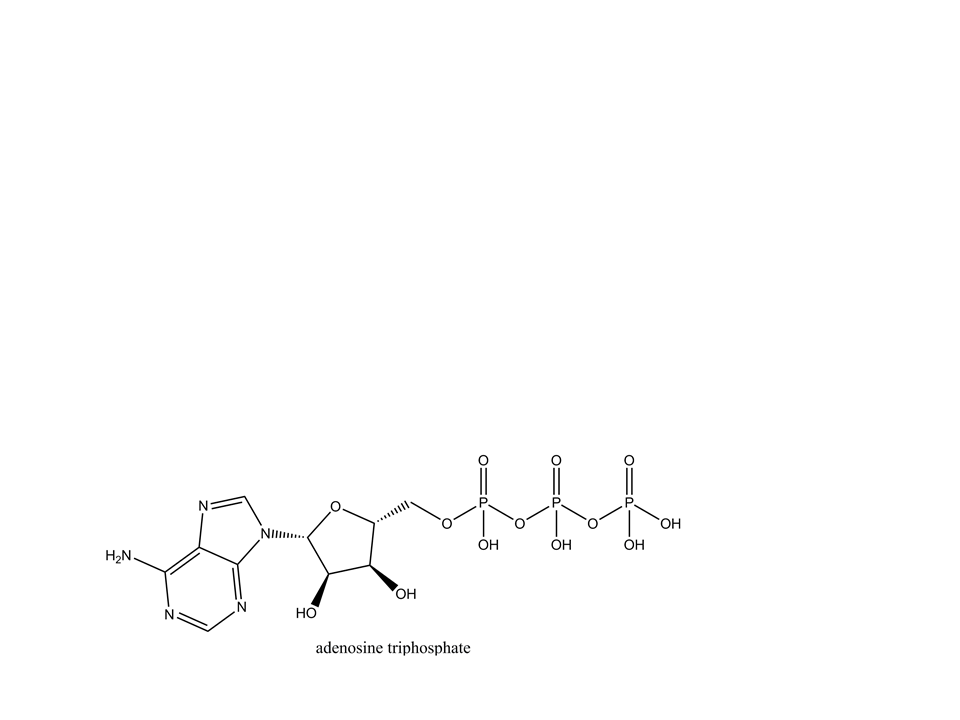 O O O
N O P P P
N O O O OH
H₂N OH OH OH
N N OH
HO
adenosine triphosphate